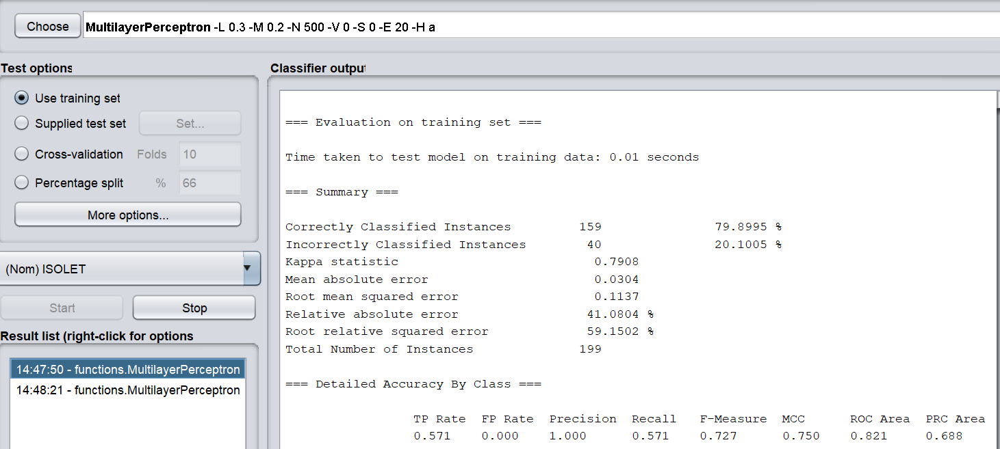 Choose
MultilayerPerceptron -L 0.3 -M 0.2 -N 500 -V 0 -S 0 -E 20 -H a
Test options
Use training set
Supplied test set Set...
Cross-validation Folds 10
Percentage split % 66
More options...
(Nom) ISOLET
Start Stop
Result list (right-click for options
14:47:50 - functions.MultilayerPerceptron
14:48:21 - functions.MultilayerPerceptron
Classifier output
=== Evaluation on training set ===
Time taken to test model on training data: 0.01 seconds
=== Summary ===
Correctly Classified Instances 159 79.8995 %
Incorrectly Classified Instances 40 20.1005 %
Kappa statistic 0.7908
Mean absolute error 0.0304
Root mean squared error 0.1137
Relative absolute error 41.0804 %
Root relative squared error 59.1502 %
Total Number of Instances 199
=== Detailed Accuracy By Class ===
TP Rate FP Rate Precision Recall F-Measure MCC ROC Area PRC Area
0.571 0.000 1.000 0.571 0.727 0.750 0.821 0.688